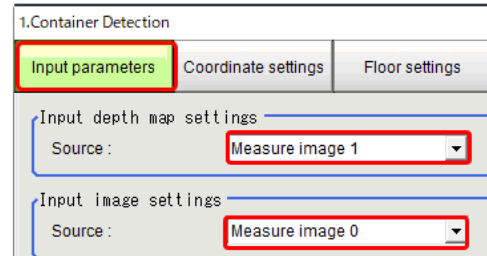 1.Container Detection
Input parameters Coordinate settings Floor settings
Input depth map settings
Source : Measure image 1
Input image settings
Source : Measure image 0